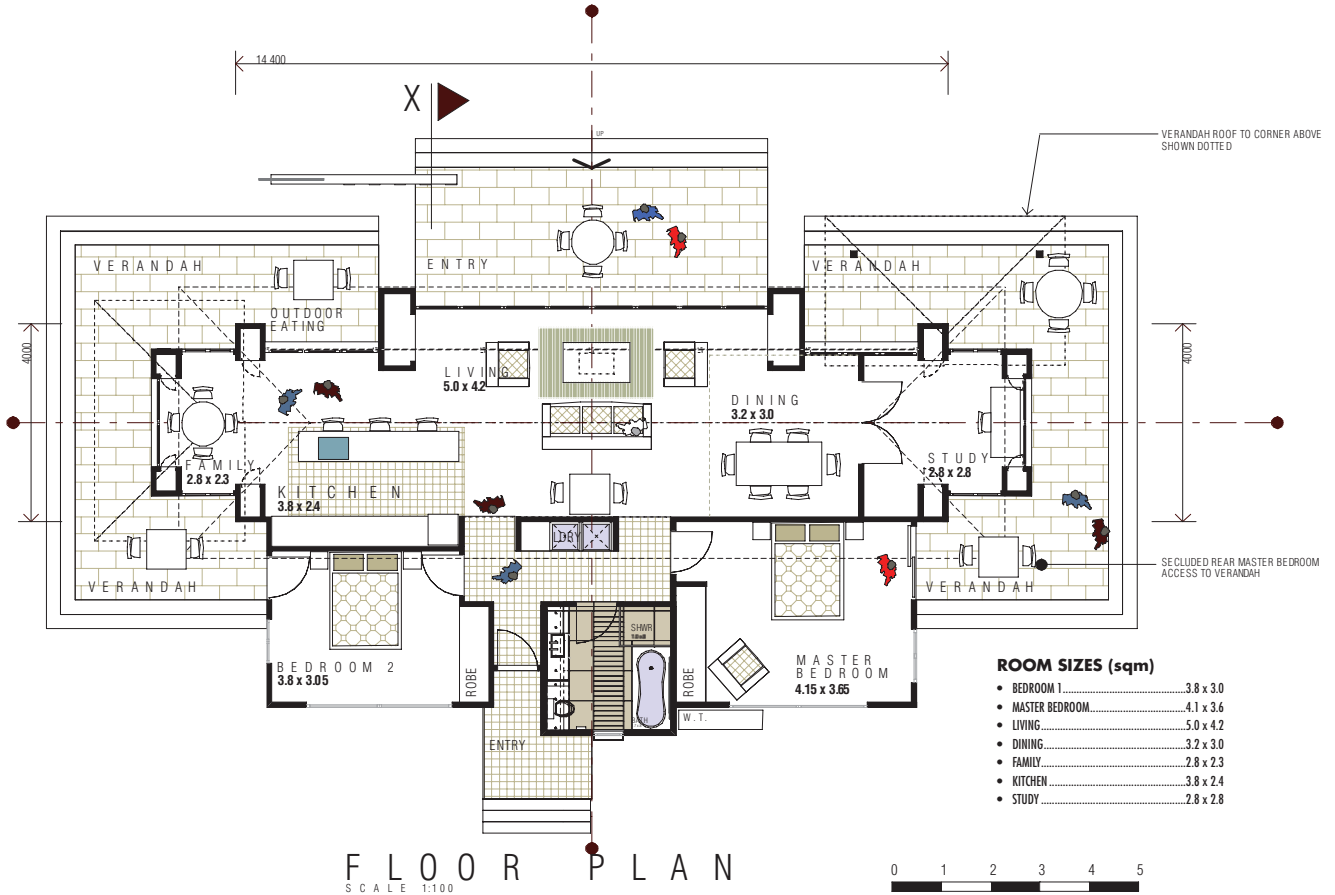 14 400
X
UP
VERANDAH ROOF TO CORNER ABOVE
SHOWN DOTTED
VERANDAH
ENTRY
VERANDAH
OUTDOOR
EATING
4000
4000
LIVING
5.0 x 4.2
DINING
3.2 x 3.0
FAMILY
2.8 x 2.3
STUDY
2.8 x 2.8
KITCHEN
3.8 x 2.4
LDRY
VERANDAH
VERANDAH
SECLUDED REAR MASTER BEDROOM
ACCESS TO VERANDAH
SHWR
BEDROOM 2
3.8 x 3.05
ROBE
ROBE
MASTER
BEDROOM
4.15 x 3.65
BATH
W.T.
ENTRY
ROOM SIZES (sqm)
• BEDROOM 1 3.8 x 3.0
• MASTER BEDROOM 4.1 x 3.6
• LIVING 5.0 x 4.2
• DINING 3.2 x 3.0
• FAMILY 2.8 x 2.3
• KITCHEN 3.8 x 2.4
• STUDY 2.8 x 2.8
FLOOR PLAN
SCALE 1:100
0 1 2 3 4 5